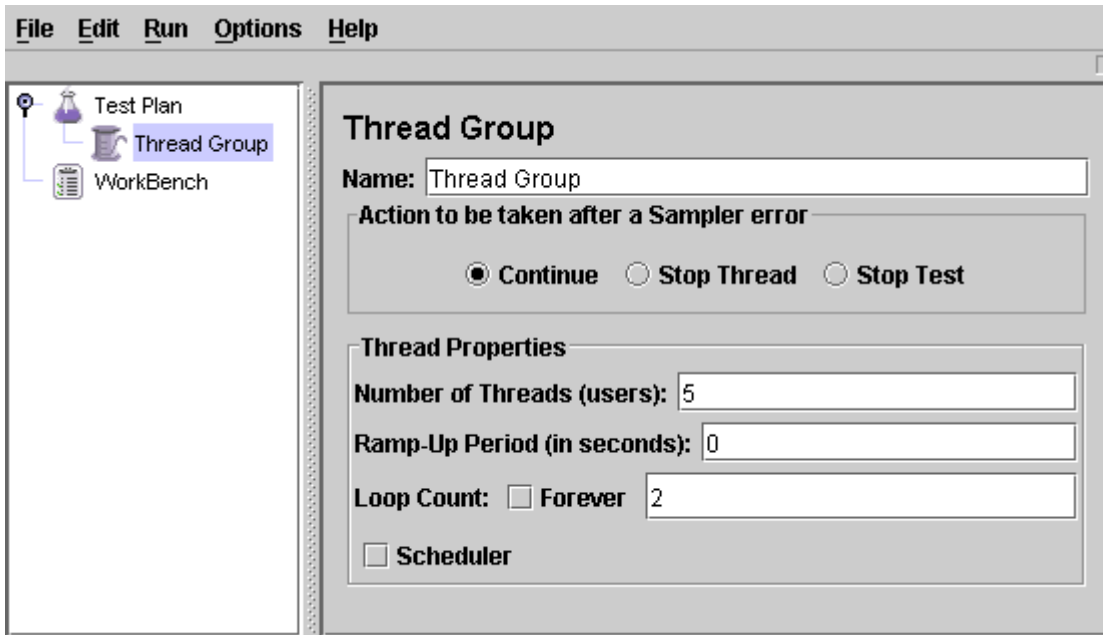 File Edit Run Options Help
Test Plan
Thread Group
WorkBench
Thread Group
Name: Thread Group
Action to be taken after a Sampler error
Continue Stop Thread Stop Test
Thread Properties
Number of Threads (users): 5
Ramp-Up Period (in seconds): 0
Loop Count: Forever 2
Scheduler